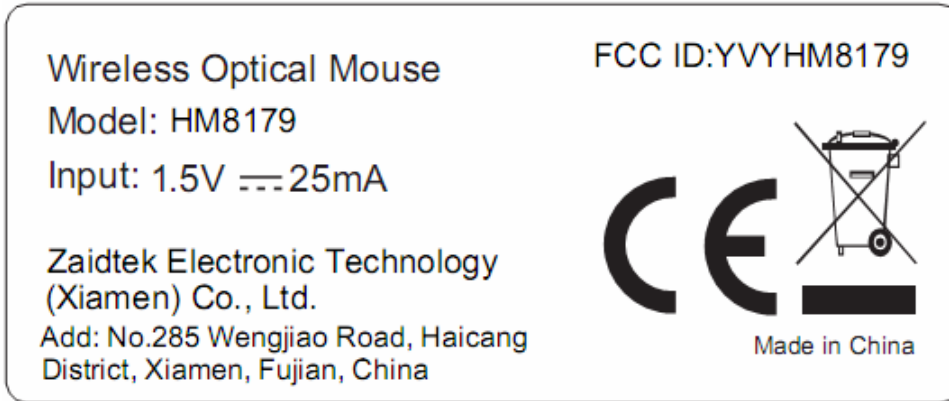 Wireless Optical Mouse
Model: HM8179
Input: 1.5V ⎓ 25mA
Zaidtek Electronic Technology
(Xiamen) Co., Ltd.
Add: No.285 Wengjiao Road, Haicang
District, Xiamen, Fujian, China
FCC ID:YVYHM8179
CE
Made in China